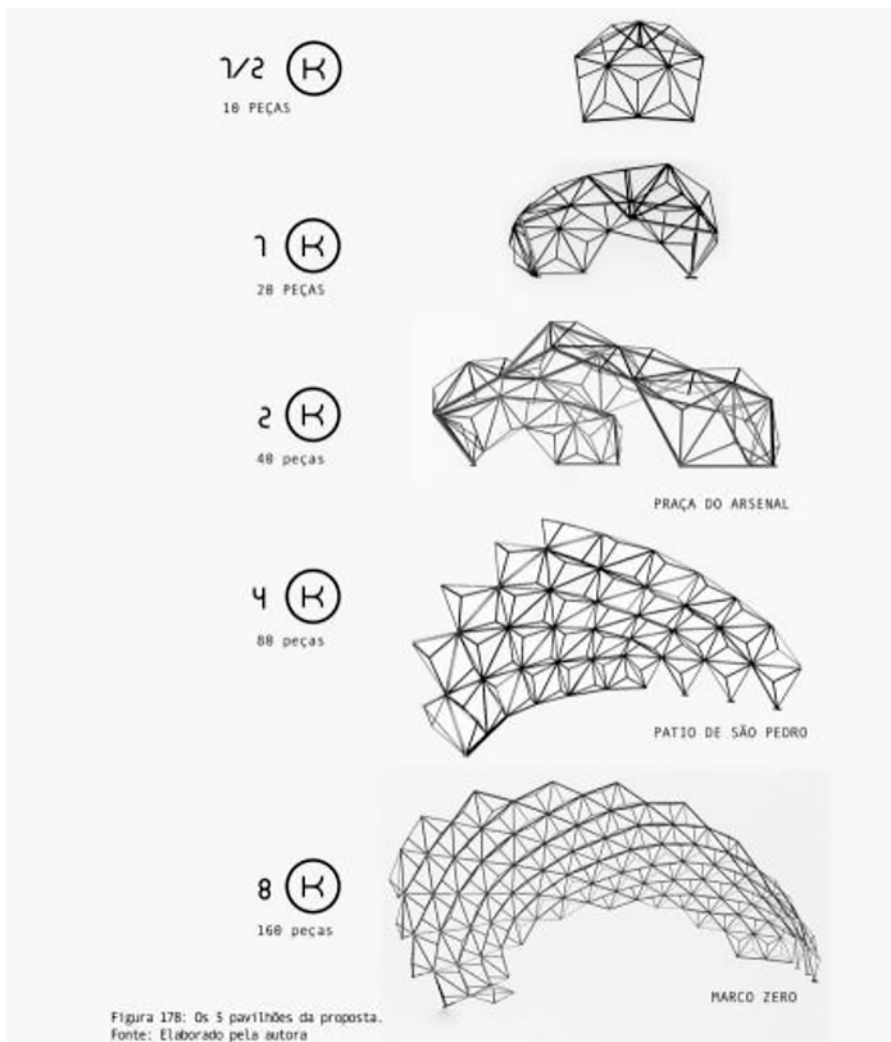 1/2 K
10 PEÇAS
1 K
20 PEÇAS
2 K
40 peças
PRAÇA DO ARSENAL
4 K
80 peças
PATIO DE SÃO PEDRO
8 K
160 peças
MARCO ZERO
Figura 178: Os 5 pavilhões da proposta.
Fonte: Elaborado pela autora